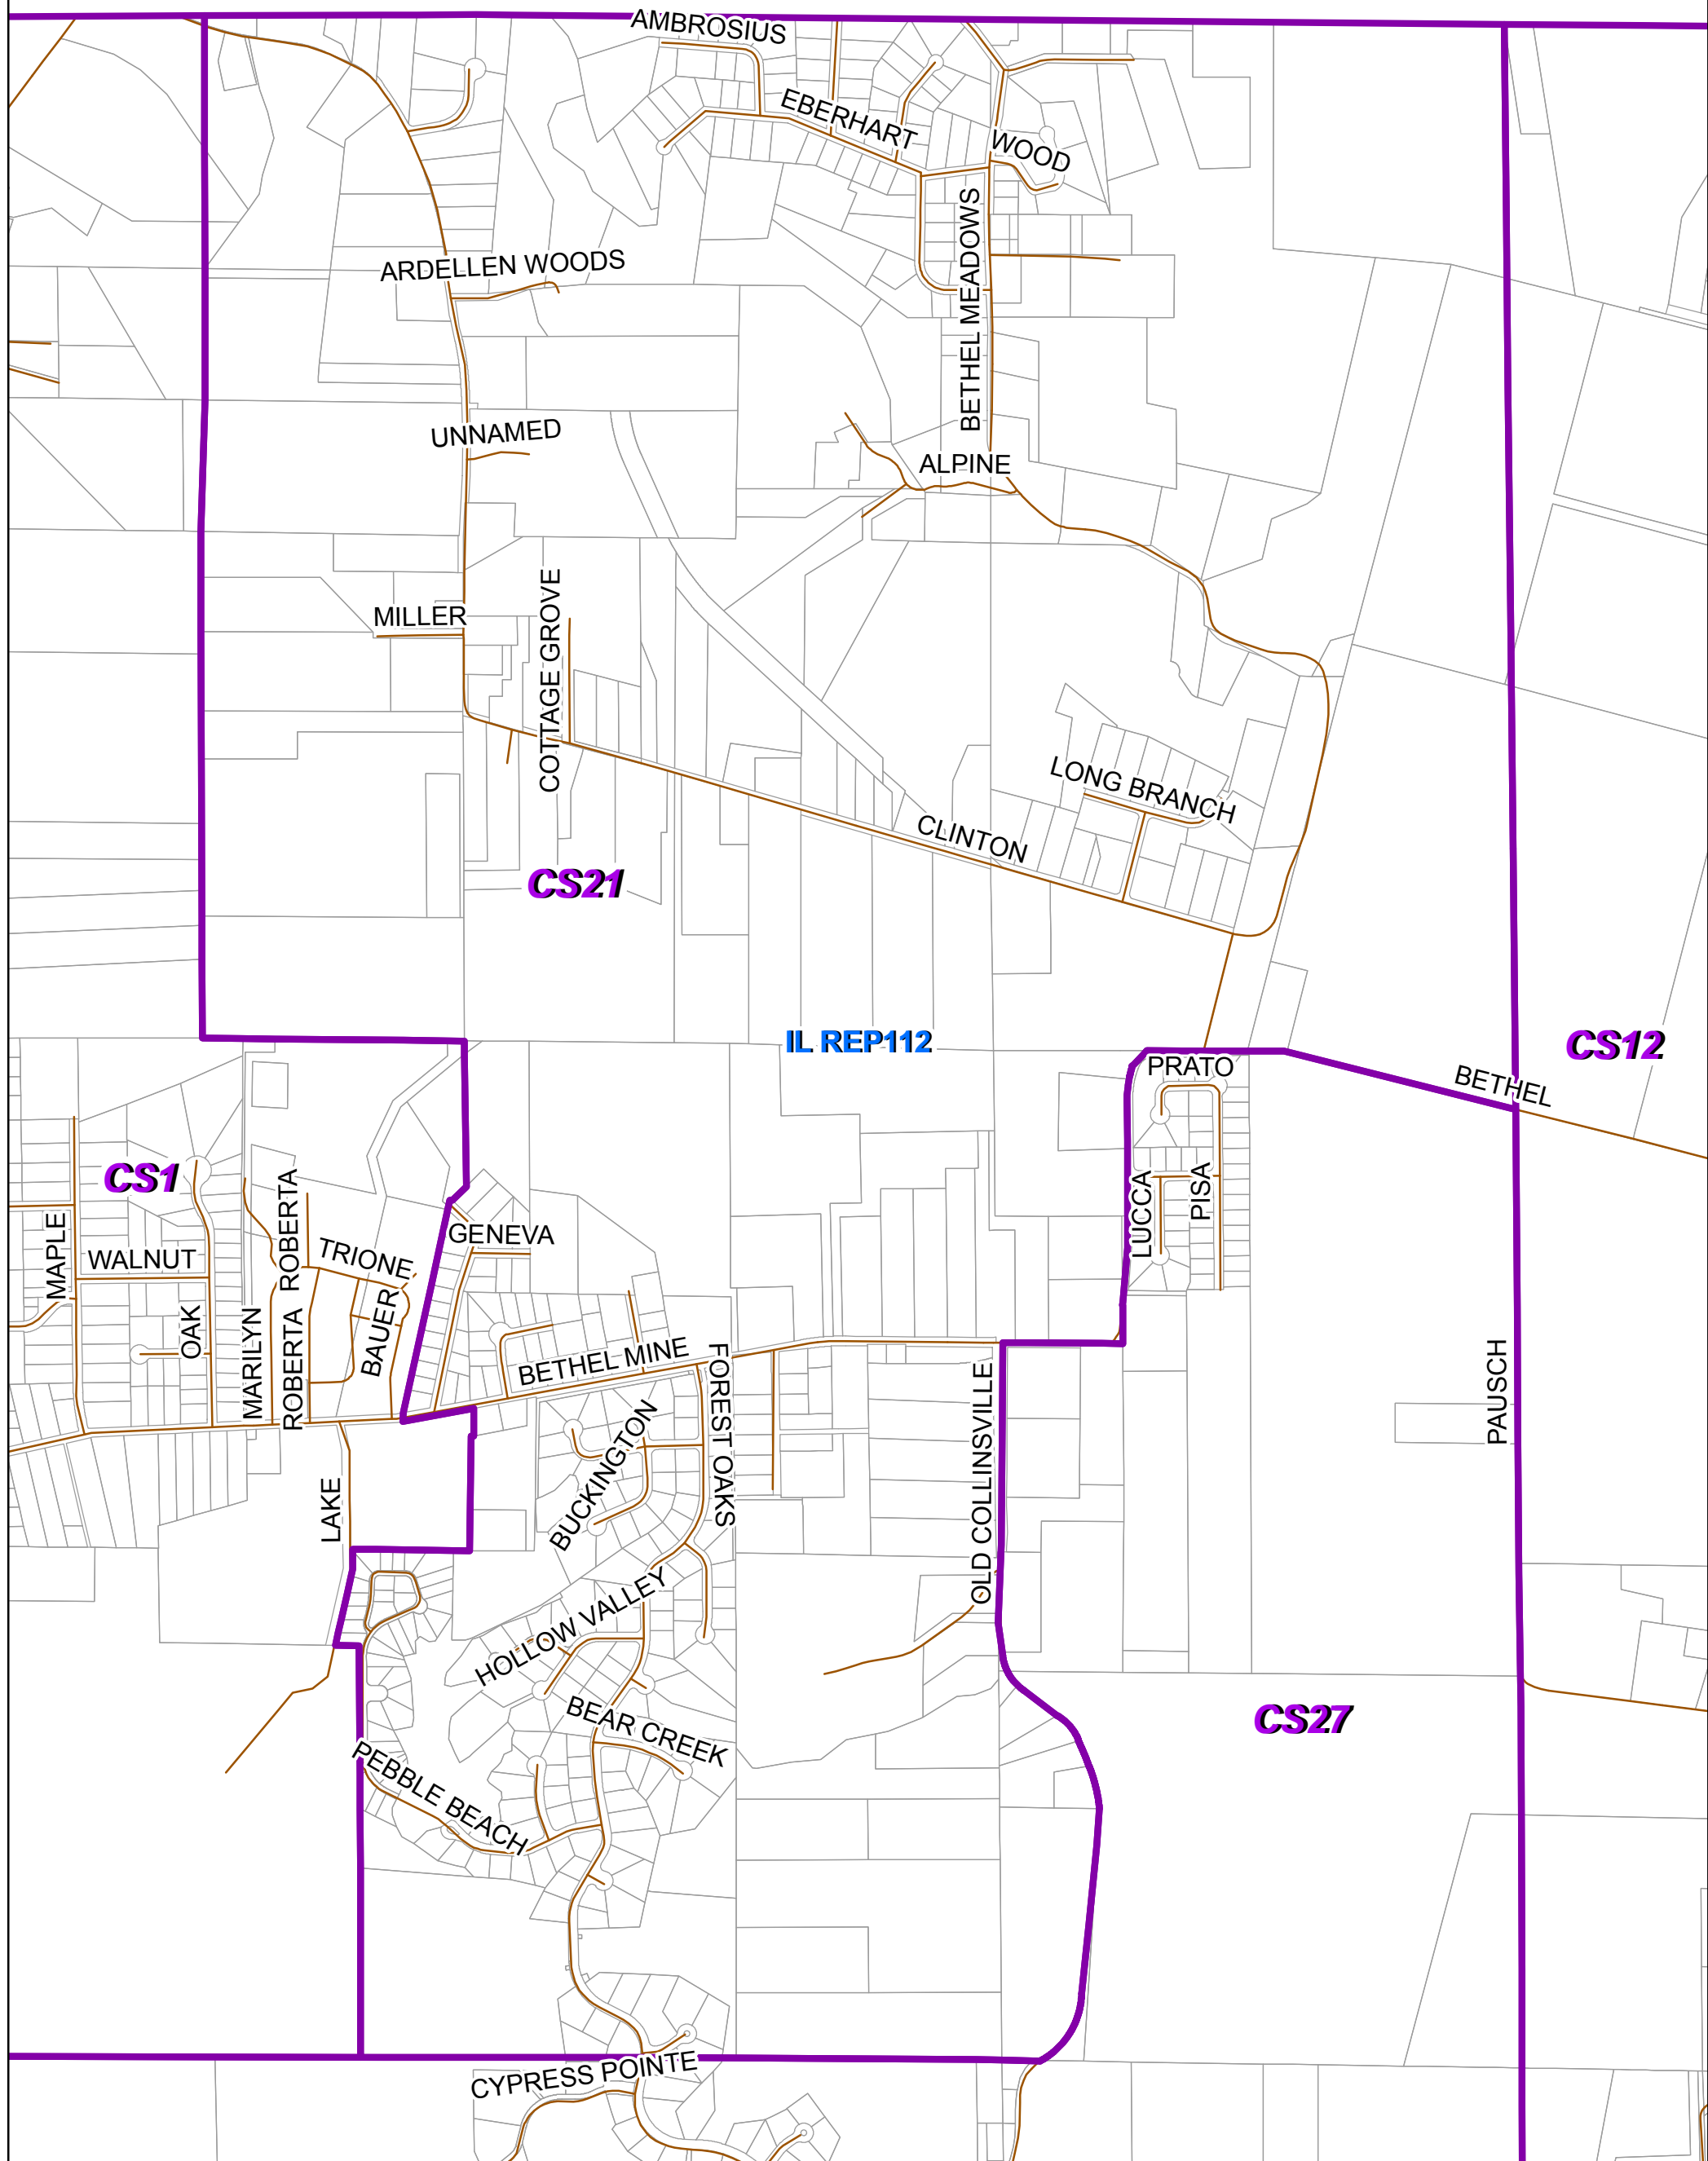 AMBROSIUS
EBERHART
WOOD
BETHEL MEADOWS
ARDELLEN WOODS
UNNAMED
ALPINE
MILLER
COTTAGE GROVE
LONG BRANCH
CLINTON
CS21
IL REP112
CS12
PRATO
BETHEL
CS1
LUCCA
PISA
MAPLE
WALNUT
OAK
MARILYN
ROBERTA
ROBERTA
TRIONE
BAUER
GENEVA
BETHEL MINE
FOREST OAKS
BUCKINGTON
OLD COLLINSVILLE
PAUSCH
LAKE
HOLLOW VALLEY
BEAR CREEK
CS27
PEBBLE BEACH
CYPRESS POINTE